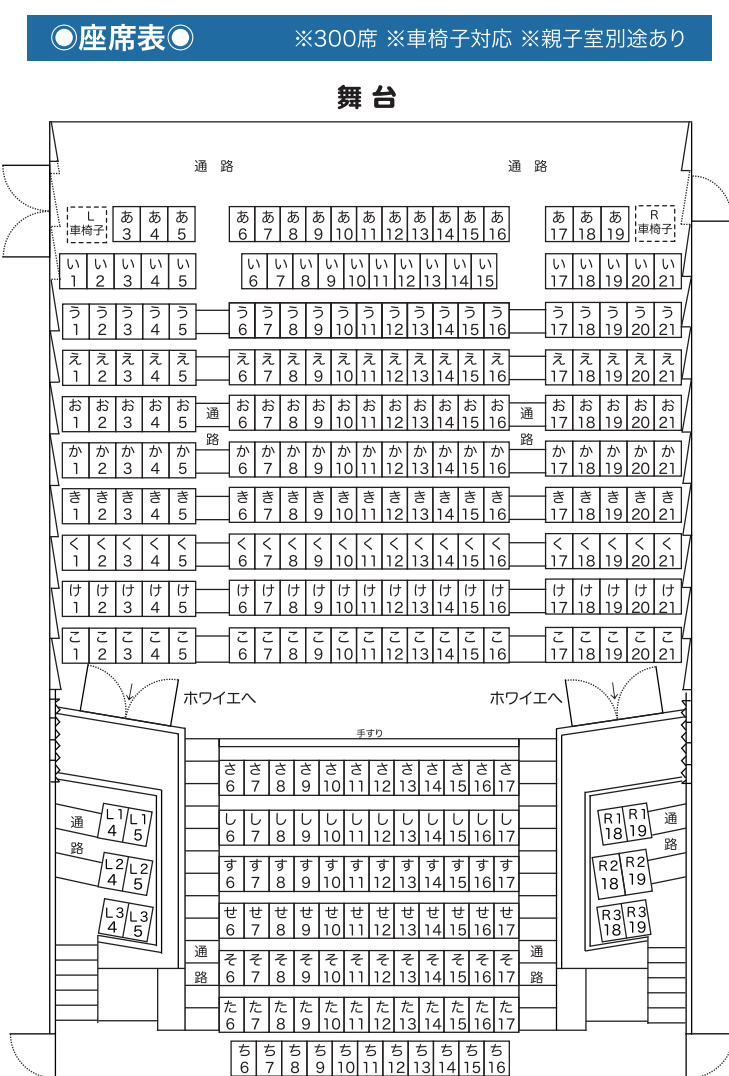 ◉座席表◉ ※300席 ※車椅子対応 ※親子室別途あり
舞台
通 路 通 路
L 車椅子 あ3 あ4 あ5 あ6 あ7 あ8 あ9 あ10 あ11 あ12 あ13 あ14 あ15 あ16 あ17 あ18 あ19 R 車椅子
い1 い2 い3 い4 い5 い6 い7 い8 い9 い10 い11 い12 い13 い14 い15 い17 い18 い19 い20 い21
う1 う2 う3 う4 う5 う6 う7 う8 う9 う10 う11 う12 う13 う14 う15 う16 う17 う18 う19 う20 う21
え1 え2 え3 え4 え5 え6 え7 え8 え9 え10 え11 え12 え13 え14 え15 え16 え17 え18 え19 え20 え21
お1 お2 お3 お4 お5 通路 お6 お7 お8 お9 お10 お11 お12 お13 お14 お15 お16 通路 お17 お18 お19 お20 お21
か1 か2 か3 か4 か5 か6 か7 か8 か9 か10 か11 か12 か13 か14 か15 か16 か17 か18 か19 か20 か21
き1 き2 き3 き4 き5 き6 き7 き8 き9 き10 き11 き12 き13 き14 き15 き16 き17 き18 き19 き20 き21
く1 く2 く3 く4 く5 く6 く7 く8 く9 く10 く11 く12 く13 く14 く15 く16 く17 く18 く19 く20 く21
け1 け2 け3 け4 け5 け6 け7 け8 け9 け10 け11 け12 け13 け14 け15 け16 け17 け18 け19 け20 け21
こ1 こ2 こ3 こ4 こ5 こ6 こ7 こ8 こ9 こ10 こ11 こ12 こ13 こ14 こ15 こ16 こ17 こ18 こ19 こ20 こ21
ホワイエへ ホワイエへ
手すり
さ6 さ7 さ8 さ9 さ10 さ11 さ12 さ13 さ14 さ15 さ16 さ17
通路 L1 4 L1 5 し6 し7 し8 し9 し10 し11 し12 し13 し14 し15 し16 し17 R1 18 R1 19 通路
L2 4 L2 5 す6 す7 す8 す9 す10 す11 す12 す13 す14 す15 す16 す17 R2 18 R2 19
L3 4 L3 5 せ6 せ7 せ8 せ9 せ10 せ11 せ12 せ13 せ14 せ15 せ16 せ17 R3 18 R3 19
通路 そ6 そ7 そ8 そ9 そ10 そ11 そ12 そ13 そ14 そ15 そ16 そ17 通路
た6 た7 た8 た9 た10 た11 た12 た13 た14 た15 た16 た17
ち6 ち7 ち8 ち9 ち10 ち11 ち12 ち13 ち14 ち15 ち16